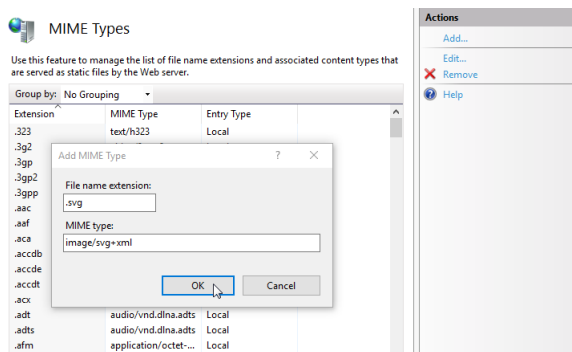 MIME Types
Use this feature to manage the list of file name extensions and associated content types that
are served as static files by the Web server.
Group by: No Grouping
Extension MIME Type Entry Type
.323 text/h323 Local
.3g2
.3gp
.3gp2
.3gpp
.aac
.aaf
.aca
.accdb
.accde
.accdt
.acx
.adt audio/vnd.dlna.adts Local
.adts audio/vnd.dlna.adts Local
.afm application/octet-... Local
Add MIME Type ?
File name extension:
.svg
MIME type:
image/svg+xml
OK Cancel
Actions
Add...
Edit...
Remove
Help